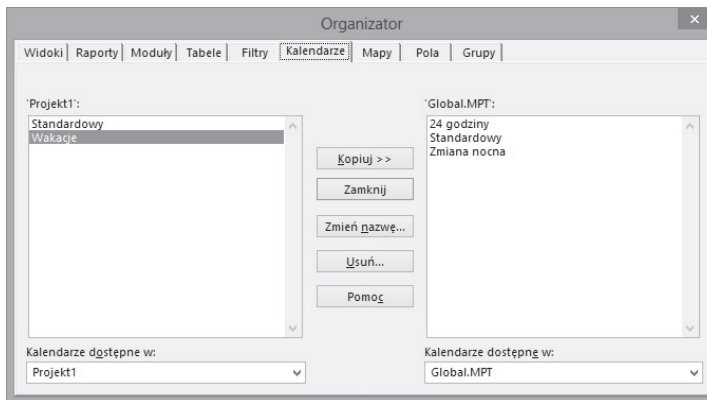 Organizator
Widoki Raporty Moduły Tabele Filtry Kalendarze Mapy Pola Grupy
'Projekt1':
Standardowy
Wakacje
Kopiuj >>
Zamknij
Zmień nazwę...
Usuń...
Pomoc
'Global.MPT':
24 godziny
Standardowy
Zmiana nocna
Kalendarze dostępne w:
Projekt1
Kalendarze dostępne w:
Global.MPT